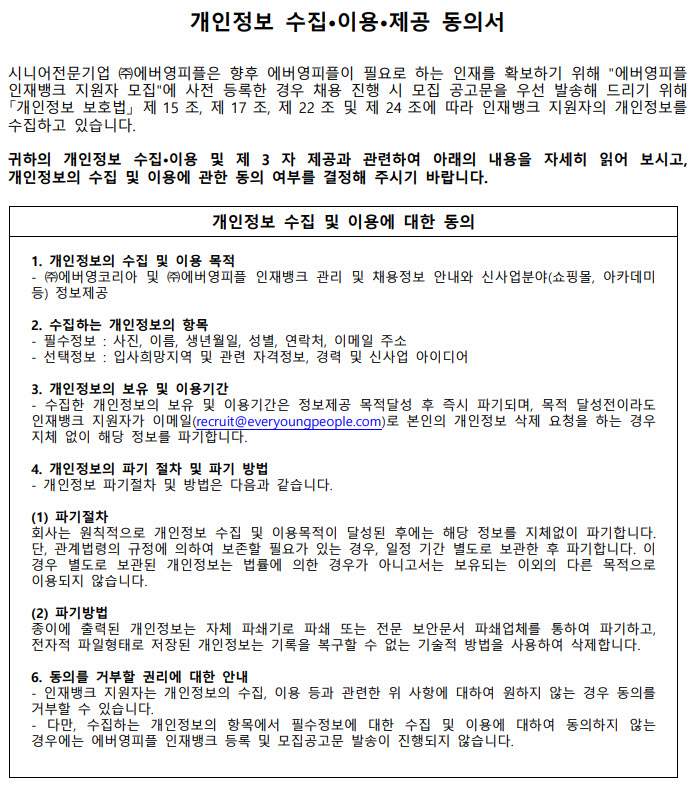 개인정보 수집•이용•제공 동의서
시니어전문기업 ㈜에버영피플은 향후 에버영피플이 필요로 하는 인재를 확보하기 위해 "에버영피플
인재뱅크 지원자 모집"에 사전 등록한 경우 채용 진행 시 모집 공고문을 우선 발송해 드리기 위해
「개인정보 보호법」 제 15 조, 제 17 조, 제 22 조 및 제 24 조에 따라 인재뱅크 지원자의 개인정보를
수집하고 있습니다.
귀하의 개인정보 수집•이용 및 제 3 자 제공과 관련하여 아래의 내용을 자세히 읽어 보시고,
개인정보의 수집 및 이용에 관한 동의 여부를 결정해 주시기 바랍니다.
개인정보 수집 및 이용에 대한 동의
1. 개인정보의 수집 및 이용 목적
- ㈜에버영코리아 및 ㈜에버영피플 인재뱅크 관리 및 채용정보 안내와 신사업분야(쇼핑몰, 아카데미
등) 정보제공
2. 수집하는 개인정보의 항목
- 필수정보 : 사진, 이름, 생년월일, 성별, 연락처, 이메일 주소
- 선택정보 : 입사희망지역 및 관련 자격정보, 경력 및 신사업 아이디어
3. 개인정보의 보유 및 이용기간
- 수집한 개인정보의 보유 및 이용기간은 정보제공 목적달성 후 즉시 파기되며, 목적 달성전이라도
인재뱅크 지원자가 이메일(recruit@everyoungpeople.com)로 본인의 개인정보 삭제 요청을 하는 경우
지체 없이 해당 정보를 파기합니다.
4. 개인정보의 파기 절차 및 파기 방법
- 개인정보 파기절차 및 방법은 다음과 같습니다.
(1) 파기절차
회사는 원칙적으로 개인정보 수집 및 이용목적이 달성된 후에는 해당 정보를 지체없이 파기합니다.
단, 관계법령의 규정에 의하여 보존할 필요가 있는 경우, 일정 기간 별도로 보관한 후 파기합니다. 이
경우 별도로 보관된 개인정보는 법률에 의한 경우가 아니고서는 보유되는 이외의 다른 목적으로
이용되지 않습니다.
(2) 파기방법
종이에 출력된 개인정보는 자체 파쇄기로 파쇄 또는 전문 보안문서 파쇄업체를 통하여 파기하고,
전자적 파일형태로 저장된 개인정보는 기록을 복구할 수 없는 기술적 방법을 사용하여 삭제합니다.
6. 동의를 거부할 권리에 대한 안내
- 인재뱅크 지원자는 개인정보의 수집, 이용 등과 관련한 위 사항에 대하여 원하지 않는 경우 동의를
거부할 수 있습니다.
- 다만, 수집하는 개인정보의 항목에서 필수정보에 대한 수집 및 이용에 대하여 동의하지 않는
경우에는 에버영피플 인재뱅크 등록 및 모집공고문 발송이 진행되지 않습니다.